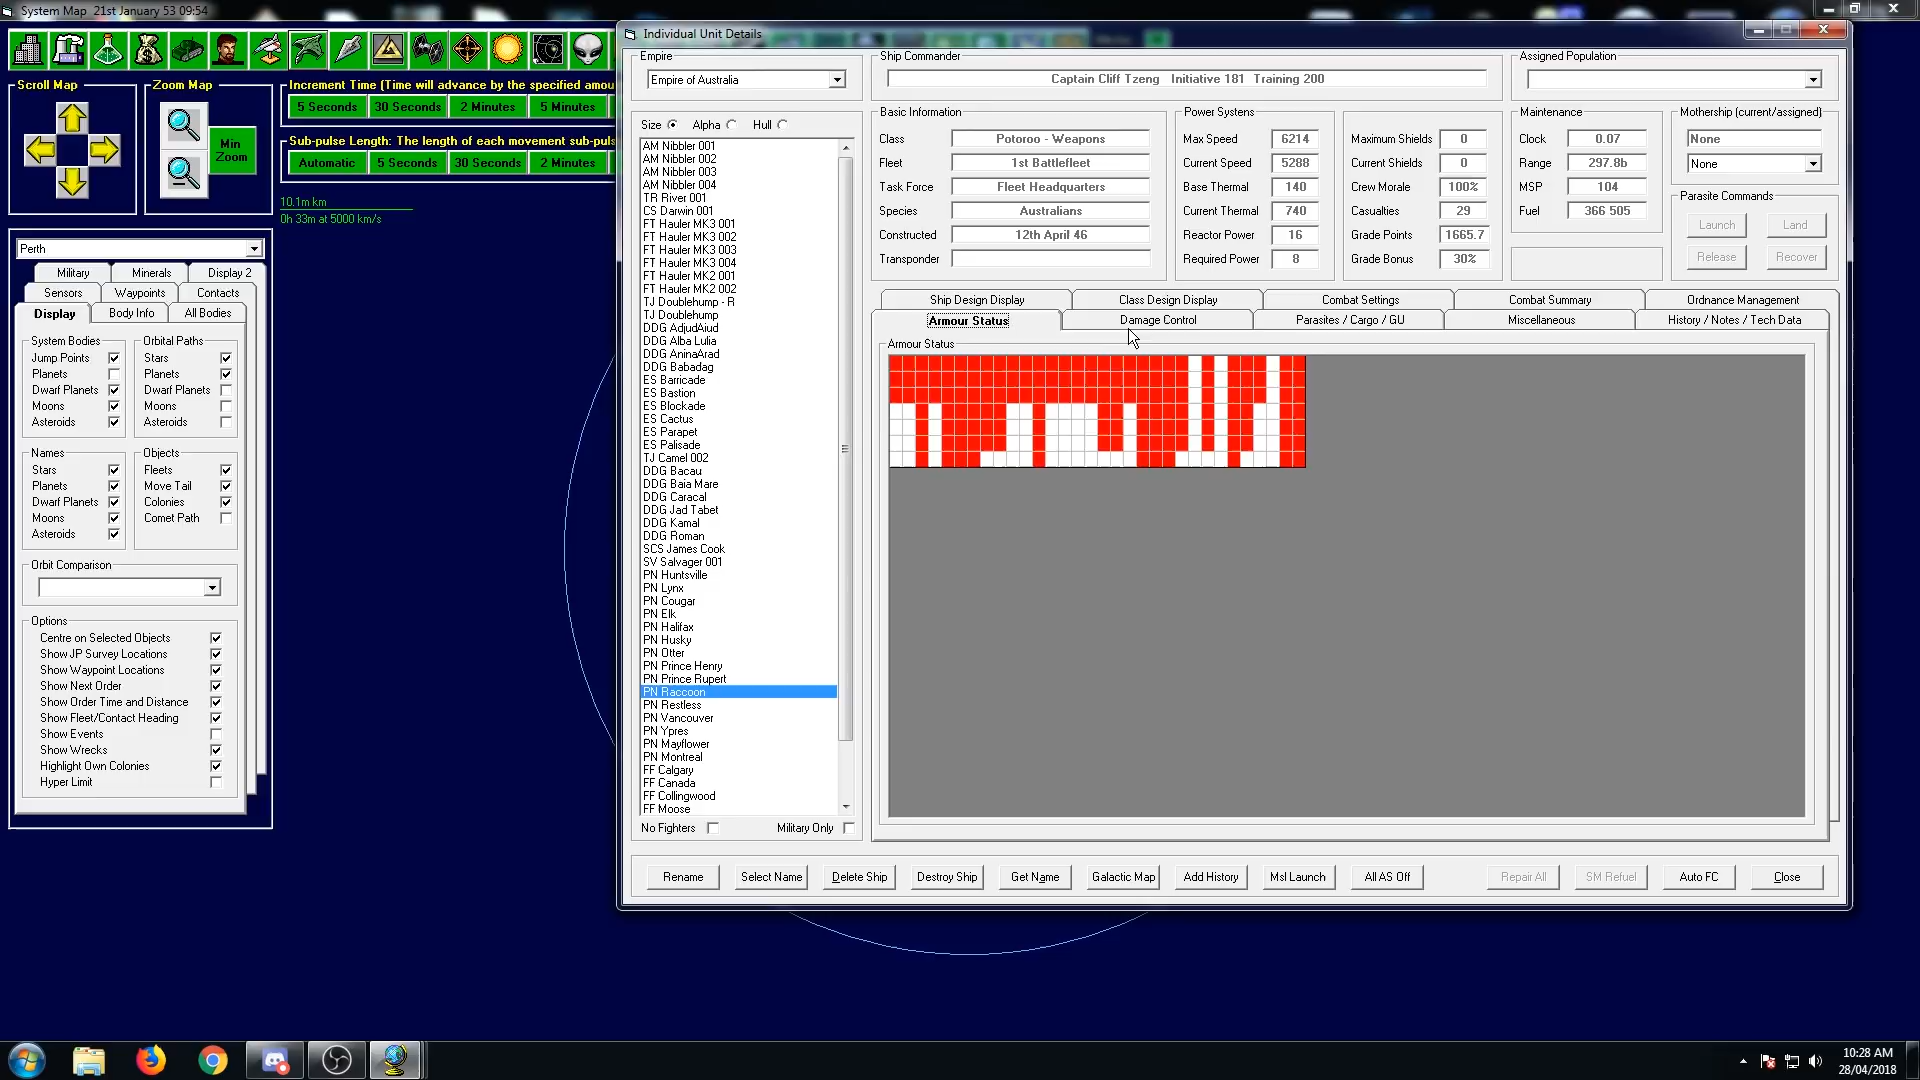 System Map  21st January 53 09:54
Scroll Map
Zoom Map
Min Zoom
Increment Time (Time will advance by the specified amou
5 Seconds
30 Seconds
2 Minutes
5 Minutes
Sub-pulse Length: The length of each movement sub-puls
Automatic
5 Seconds
30 Seconds
2 Minutes
10.1m km
0h 33m at 5000 km/s
Perth
Military
Minerals
Display 2
Sensors
Waypoints
Contacts
Display
Body Info
All Bodies
System Bodies
Jump Points
Planets
Dwarf Planets
Moons
Asteroids
Orbital Paths
Stars
Planets
Dwarf Planets
Moons
Asteroids
Names
Stars
Planets
Dwarf Planets
Moons
Asteroids
Objects
Fleets
Move Tail
Colonies
Comet Path
Orbit Comparison
Options
Centre on Selected Objects
Show JP Survey Locations
Show Waypoint Locations
Show Next Order
Show Order Time and Distance
Show Fleet/Contact Heading
Show Events
Show Wrecks
Highlight Own Colonies
Hyper Limit
Individual Unit Details
Empire
Empire of Australia
Size
Alpha
Hull
AM Nibbler 001
AM Nibbler 002
AM Nibbler 003
AM Nibbler 004
TR River 001
CS Darwin 001
FT Hauler MK3 001
FT Hauler MK3 002
FT Hauler MK3 003
FT Hauler MK3 004
FT Hauler MK2 001
FT Hauler MK2 002
TJ Doublehump - R
TJ Doublehump
DDG AdjudAiud
DDG Alba Lulia
DDG AninaArad
DDG Babadag
ES Barricade
ES Bastion
ES Blockade
ES Cactus
ES Parapet
ES Palisade
TJ Camel 002
DDG Bacau
DDG Baia Mare
DDG Caracal
DDG Jad Tabet
DDG Kamal
DDG Roman
SCS James Cook
SV Salvager 001
PN Huntsville
PN Lynx
PN Cougar
PN Elk
PN Halifax
PN Husky
PN Otter
PN Prince Henry
PN Prince Rupert
PN Raccoon
PN Restless
PN Vancouver
PN Ypres
PN Mayflower
PN Montreal
FF Calgary
FF Canada
FF Collingwood
FF Moose
No Fighters
Military Only
Ship Commander
Captain Cliff Tzeng   Initiative 181  Training 200
Assigned Population
Basic Information
Class Potoroo - Weapons
Fleet 1st Battlefleet
Task Force Fleet Headquarters
Species Australians
Constructed 12th April 46
Transponder
Power Systems
Max Speed 6214
Current Speed 5288
Base Thermal 140
Current Thermal 740
Reactor Power 16
Required Power 8
Maximum Shields 0
Current Shields 0
Crew Morale 100%
Casualties 29
Grade Points 1665.7
Grade Bonus 30%
Maintenance
Clock 0.07
Range 297.8b
MSP 104
Fuel 366 505
Mothership (current/assigned)
None
None
Parasite Commands
Launch
Land
Release
Recover
Ship Design Display
Class Design Display
Combat Settings
Combat Summary
Ordnance Management
Armour Status
Damage Control
Parasites / Cargo / GU
Miscellaneous
History / Notes / Tech Data
Armour Status
Rename
Select Name
Delete Ship
Destroy Ship
Get Name
Galactic Map
Add History
Msl Launch
All AS Off
Repair All
SM Refuel
Auto FC
Close
10:28 AM
28/04/2018